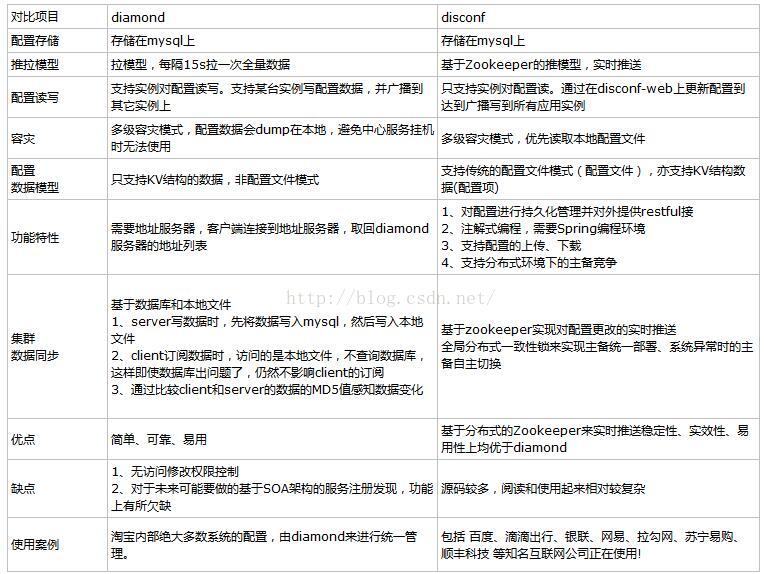 对比项目 diamond disconf
配置存储 存储在mysql上 存储在mysql上
推拉模型 拉模型，每隔15s拉一次全量数据 基于Zookeeper的推模型，实时推送
配置读写
支持实例对配置读写。支持某台实例写配置数据，并广播到
其它实例上
只支持实例对配置读。通过在disconf-web上更新配置到
达到广播写到所有应用实例
容灾
多级容灾模式，配置数据会dump在本地，避免中心服务挂机
时无法使用
多级容灾模式，优先读取本地配置文件
配置
数据模型
只支持KV结构的数据，非配置文件模式
支持传统的配置文件模式（配置文件），亦支持KV结构数
据(配置项)
功能特性
需要地址服务器，客户端连接到地址服务器，取回diamond
服务器的地址列表
1、对配置进行持久化管理并对外提供restful接
2、注解式编程，需要Spring编程环境
3、支持配置的上传、下载
4、支持分布式环境下的主备竞争
http://blog.csdn.net/
集群
数据同步
基于数据库和本地文件
1、server写数据时，先将数据写入mysql，然后写入本地
文件
2、client订阅数据时，访问的是本地文件，不查询数据库，
这样即使数据库出问题了，仍然不影响client的订阅
3、通过比较client和server的数据的MD5值感知数据变化
基于zookeeper实现对配置更改的实时推送
全局分布式一致性锁来实现主备统一部署、系统异常时的主
备自主切换
优点
简单、可靠、易用
基于分布式的Zookeeper来实时推送稳定性、实效性、易
用性上均优于diamond
缺点
1、无访问修改权限控制
2、对于未来可能要做的基于SOA架构的服务注册发现，功能
上有所欠缺
源码较多，阅读和使用起来相对较复杂
使用案例
淘宝内部绝大多数系统的配置，由diamond来进行统一管
理。
包括 百度、滴滴出行、银联、网易、拉勾网、苏宁易购、
顺丰科技 等知名互联网公司正在使用!